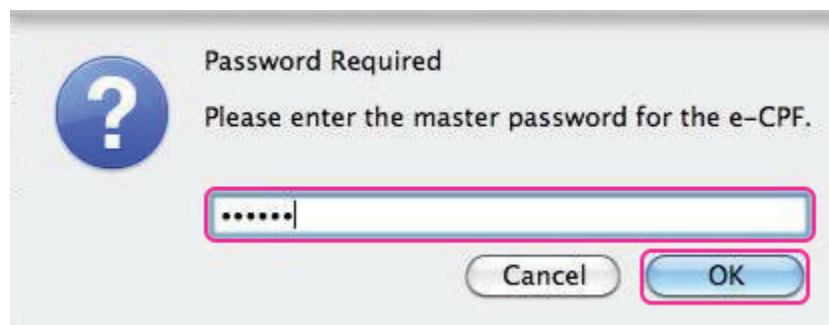 Password Required
Please enter the master password for the e-CPF.
••••••
Cancel OK